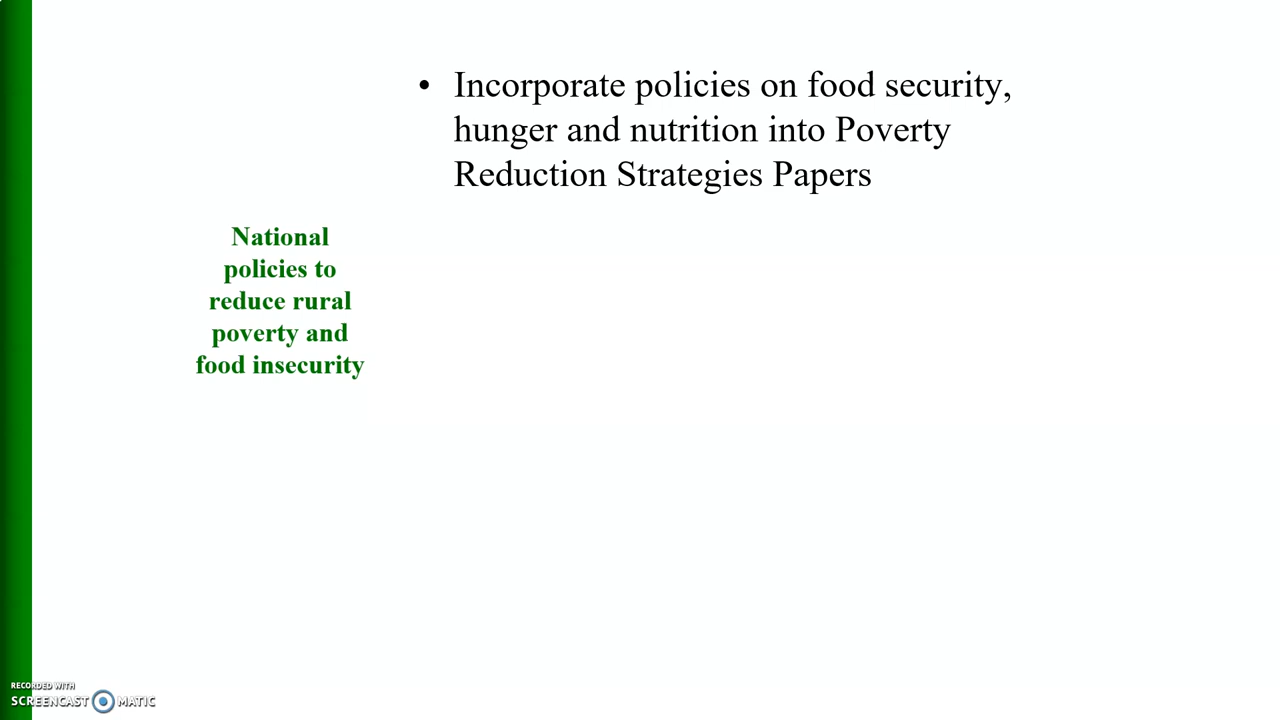 • Incorporate policies on food security,
hunger and nutrition into Poverty
Reduction Strategies Papers
National
policies to
reduce rural
poverty and
food insecurity
RECORDED WITH
SCREENCAST MATIC